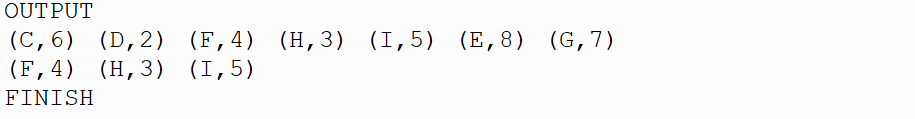 OUTPUT
(C,6) (D,2) (F,4) (H,3) (I,5) (E,8) (G,7)
(F,4) (H,3) (I,5)
FINISH